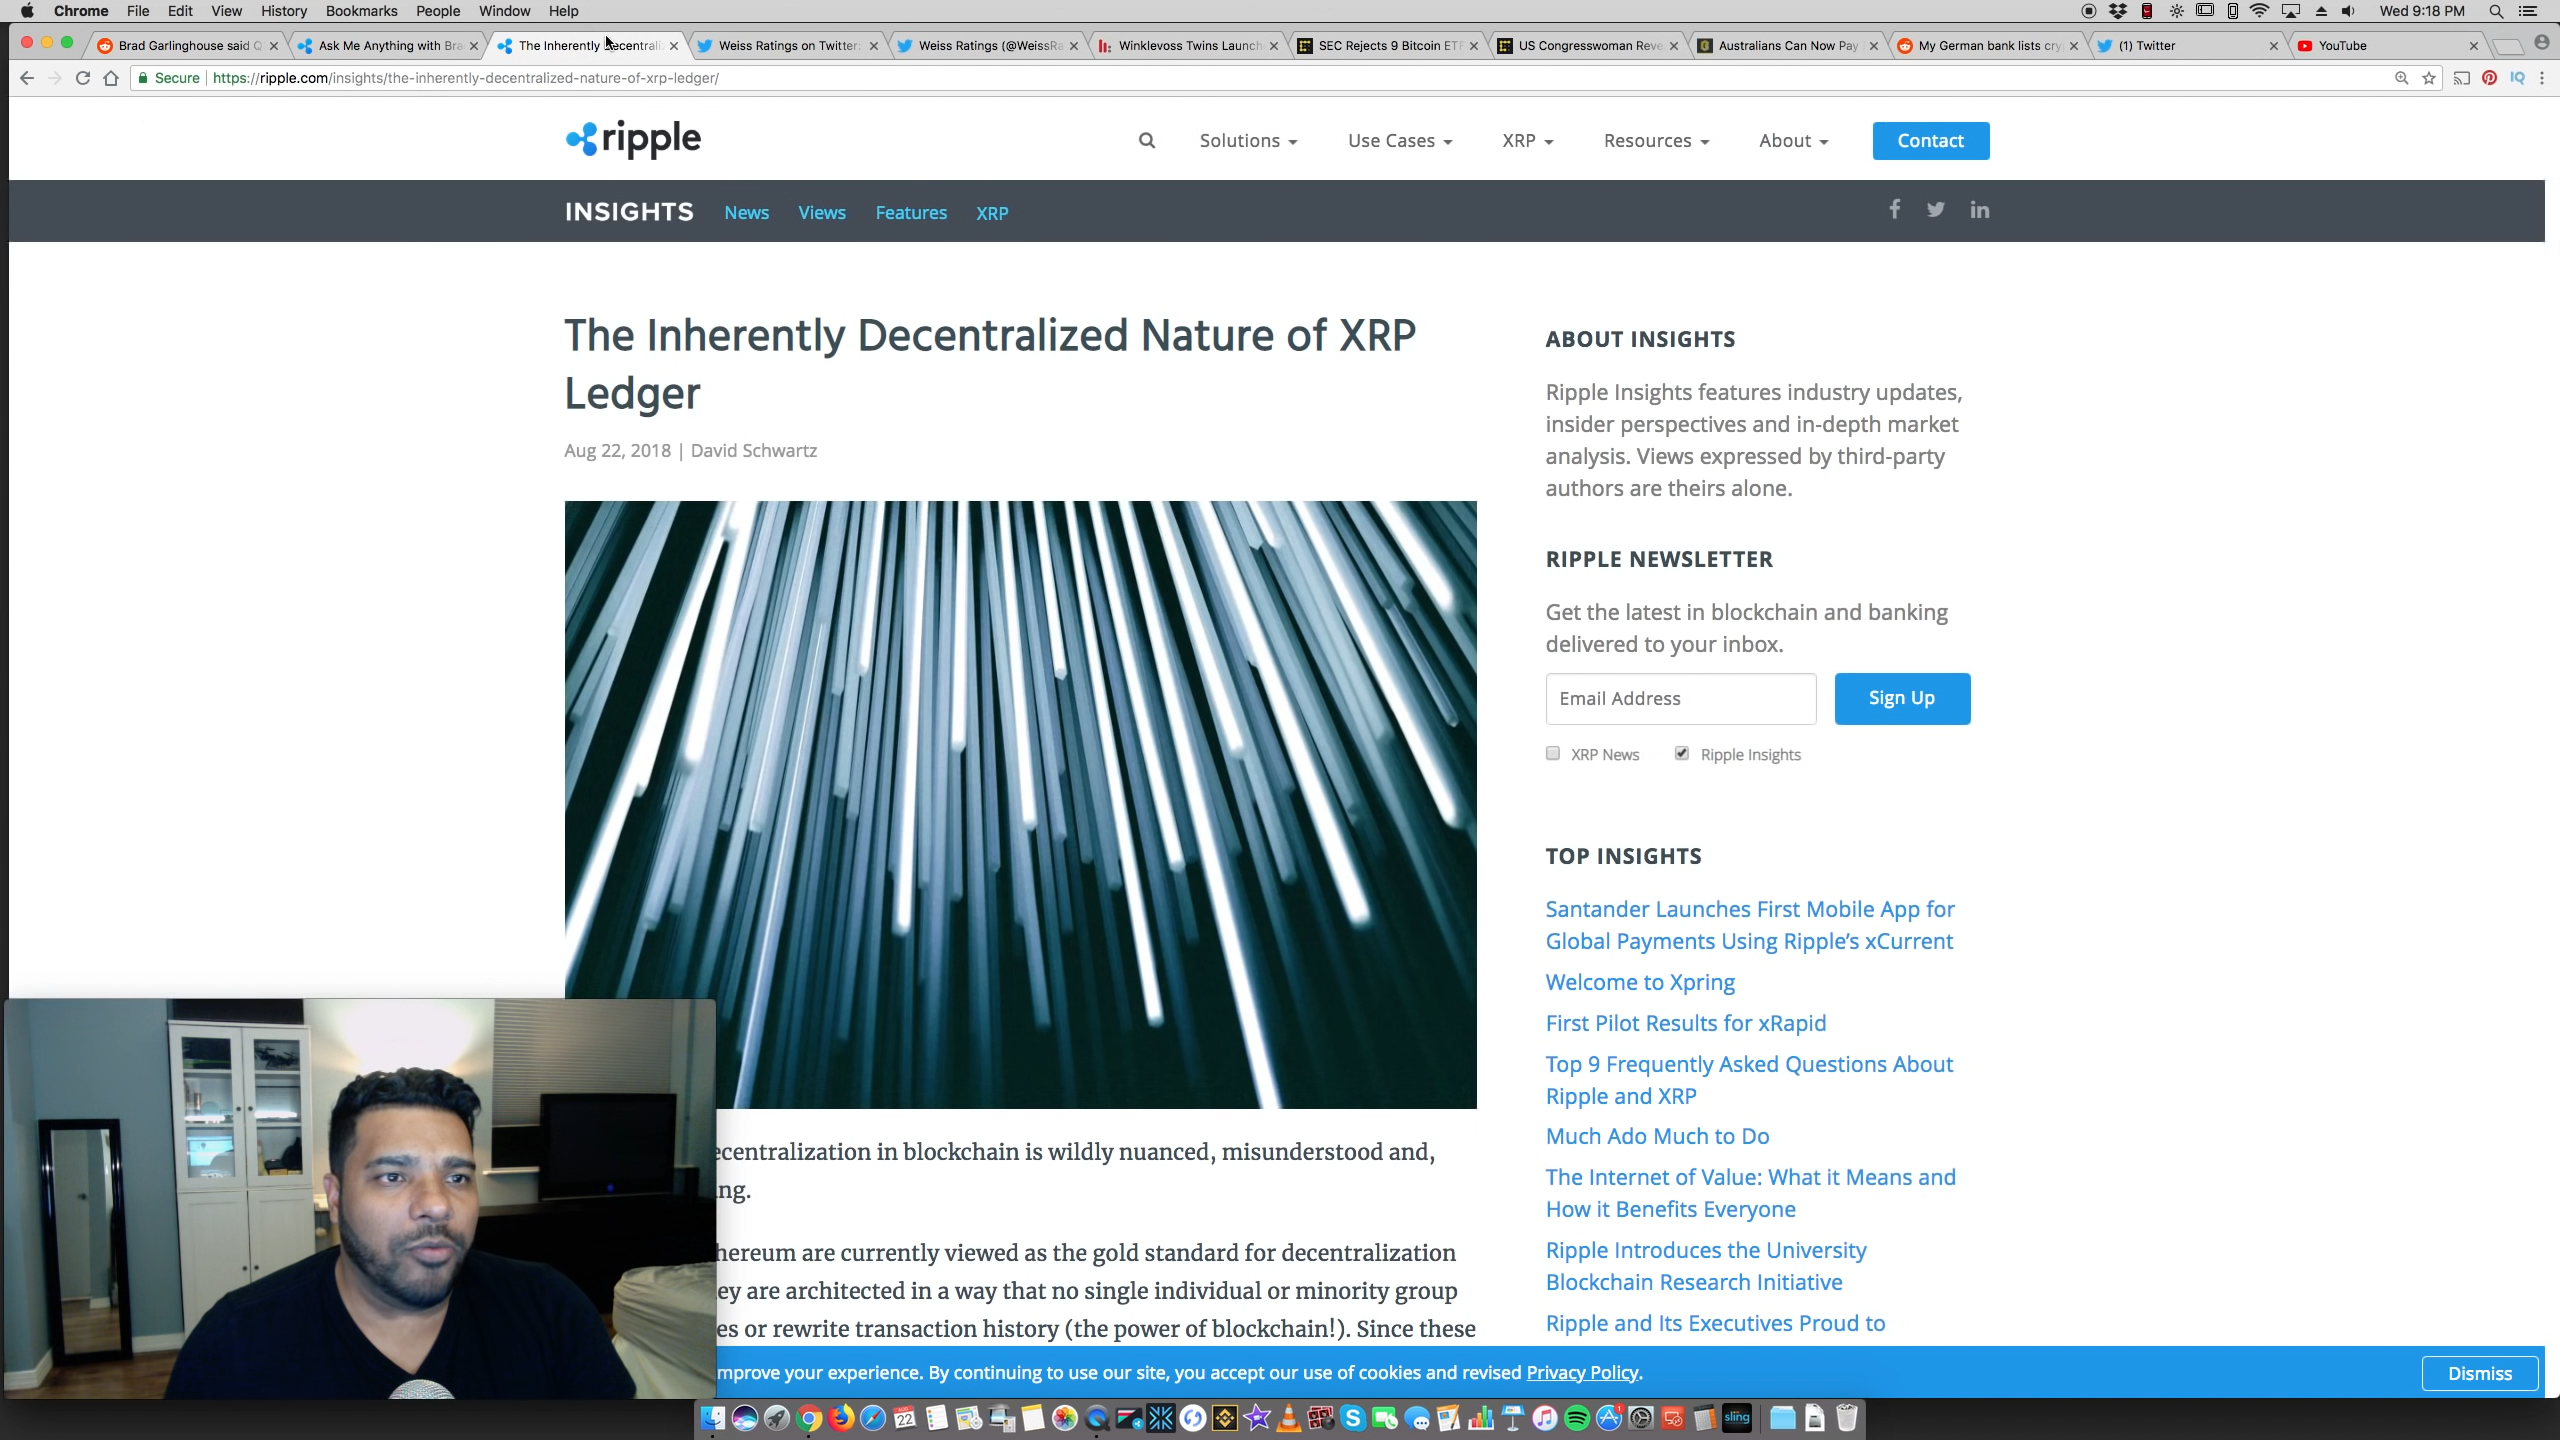 Chrome File Edit View History Bookmarks People Window Help Wed 9:18 PM
Brad Garlinghouse said Ask Me Anything with Bra The Inherently Decentrali Weiss Ratings on Twitter: Weiss Ratings (@WeissRa Winklevoss Twins Launch SEC Rejects 9 Bitcoin ETF US Congresswoman Reve Australians Can Now Pay My German bank lists cry (1) Twitter YouTube
Secure https://ripple.com/insights/the-inherently-decentralized-nature-of-xrp-ledger/
ripple Solutions Use Cases XRP Resources About Contact
INSIGHTS News Views Features XRP
The Inherently Decentralized Nature of XRP
Ledger
Aug 22, 2018 | David Schwartz
ecentralization in blockchain is wildly nuanced, misunderstood and,
ng.
hereum are currently viewed as the gold standard for decentralization
ey are architected in a way that no single individual or minority group
es or rewrite transaction history (the power of blockchain!). Since these
ABOUT INSIGHTS
Ripple Insights features industry updates,
insider perspectives and in-depth market
analysis. Views expressed by third-party
authors are theirs alone.
RIPPLE NEWSLETTER
Get the latest in blockchain and banking
delivered to your inbox.
Email Address Sign Up
XRP News Ripple Insights
TOP INSIGHTS
Santander Launches First Mobile App for
Global Payments Using Ripple's xCurrent
Welcome to Xpring
First Pilot Results for xRapid
Top 9 Frequently Asked Questions About
Ripple and XRP
Much Ado Much to Do
The Internet of Value: What it Means and
How it Benefits Everyone
Ripple Introduces the University
Blockchain Research Initiative
Ripple and Its Executives Proud to
mprove your experience. By continuing to use our site, you accept our use of cookies and revised Privacy Policy. Dismiss
22 sling